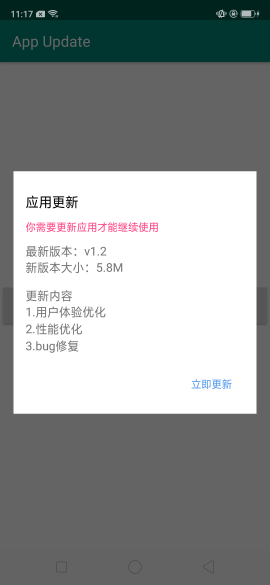 11:17
App Update
应用更新
你需要更新应用才能继续使用
最新版本：v1.2
新版本大小：5.8M
更新内容
1.用户体验优化
2.性能优化
3.bug修复
立即更新